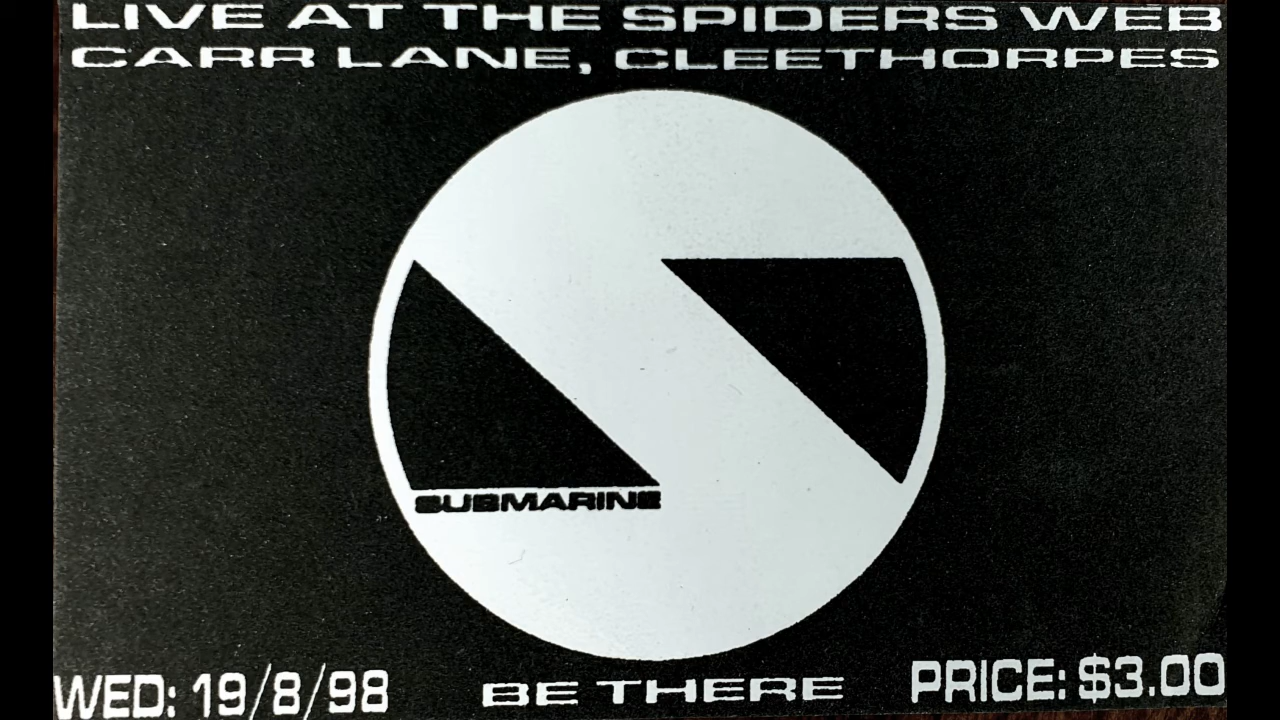 LIVE AT THE SPIDERS WEB
CARR LANE, CLEETHORPES
SUBMARINE
WED: 19/8/98 BE THERE PRICE: $3.00